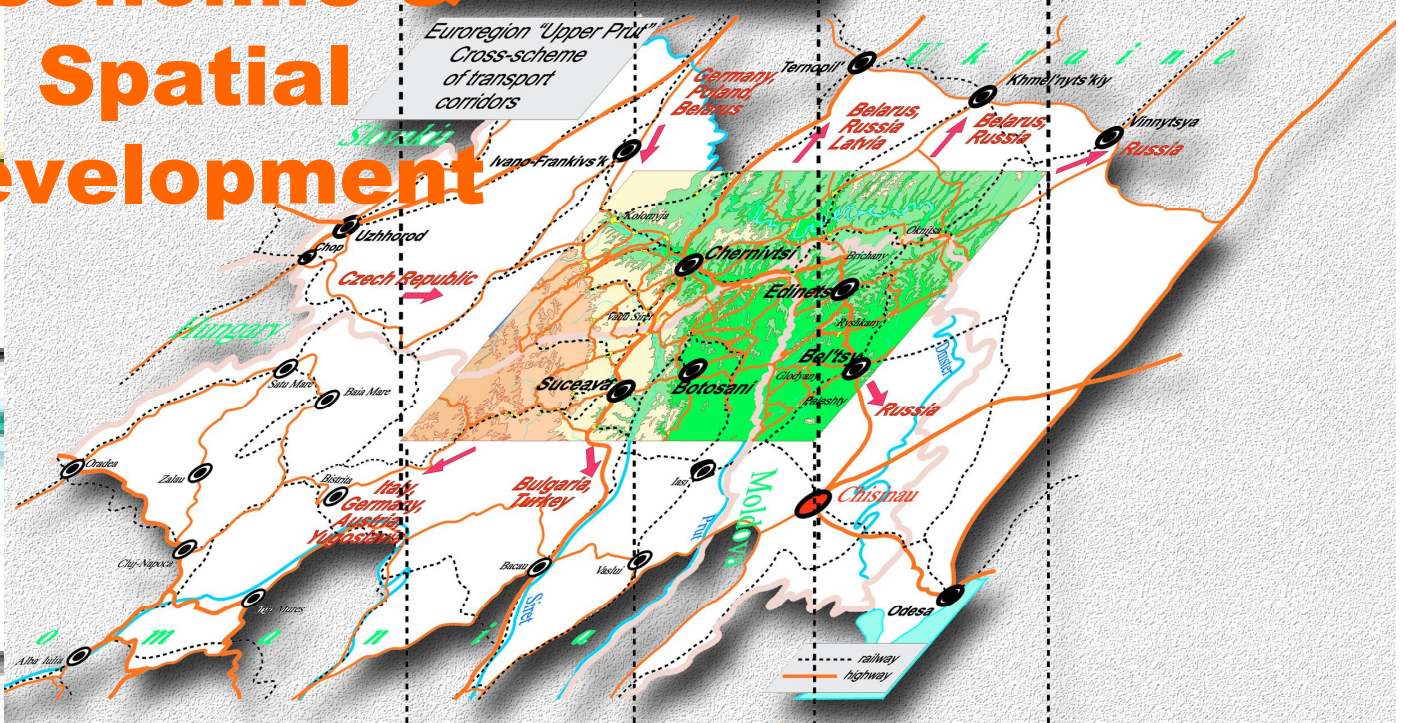 Spatial
evelopment
Euroregion "Upper Prut"
Cross-scheme
of transport
corridors
Ukraine
Ternopil'
Khmel'nyts'kiy
Vinnytsya
Germany,
Poland,
Belarus
Belarus,
Russia
Latvia
Belarus,
Russia
Russia
Slovakia
Ivano-Frankivs'k
Uzhhorod
Chop
Kolomyja
Chernivtsi
Oknitsa
Brichany
Czech Republic
Edinets
Hungary
Vadu Siret
Ryshkany
Dnister
Satu Mare
Baia Mare
Suceava
Botosani
Bel'tsy
Glodyany
Faleshty
Russia
Oradea
Zalau
Bistrita
Italy
Germany,
Austria,
Yugoslavia
Bulgaria,
Turkey
Iasi
Moldova
Chisinau
Prut
Cluj-Napoca
Bacau
Vaslui
Siret
Odesa
omania
Alba Iulia
railway
highway